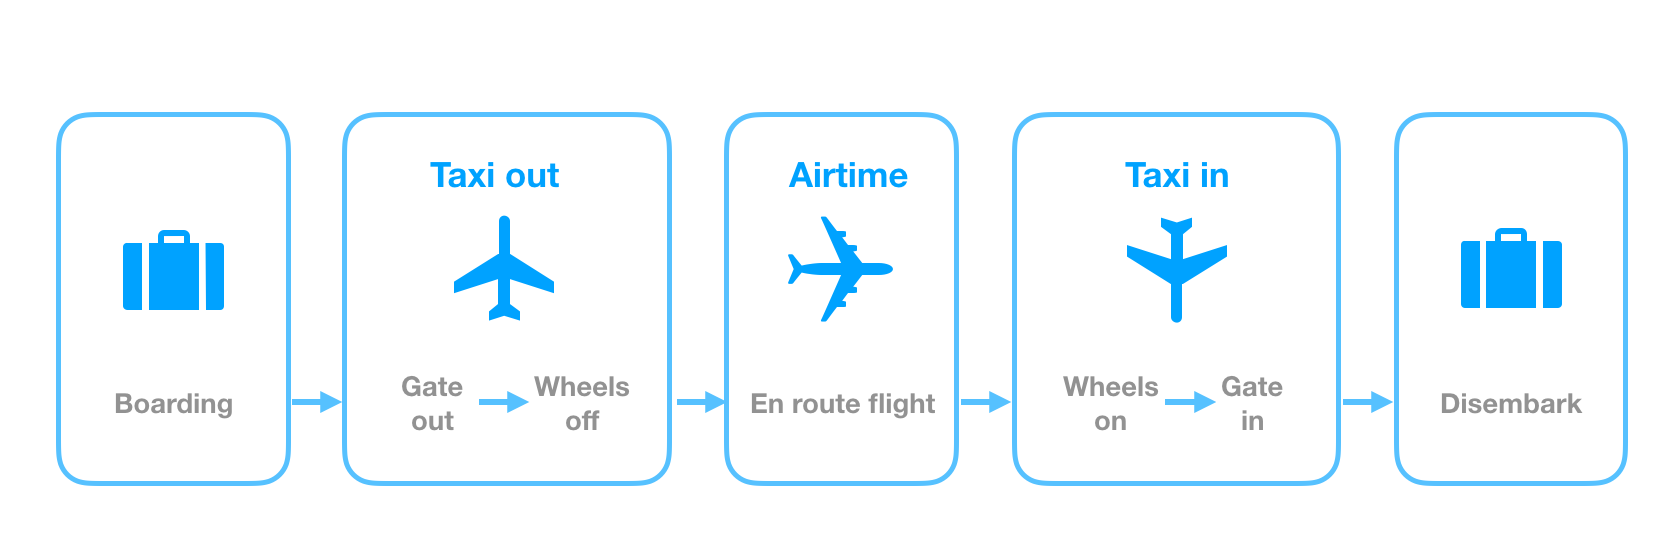 Boarding
Taxi out
Gate
out
Wheels
off
Airtime
En route flight
Taxi in
Wheels
on
Gate
in
Disembark